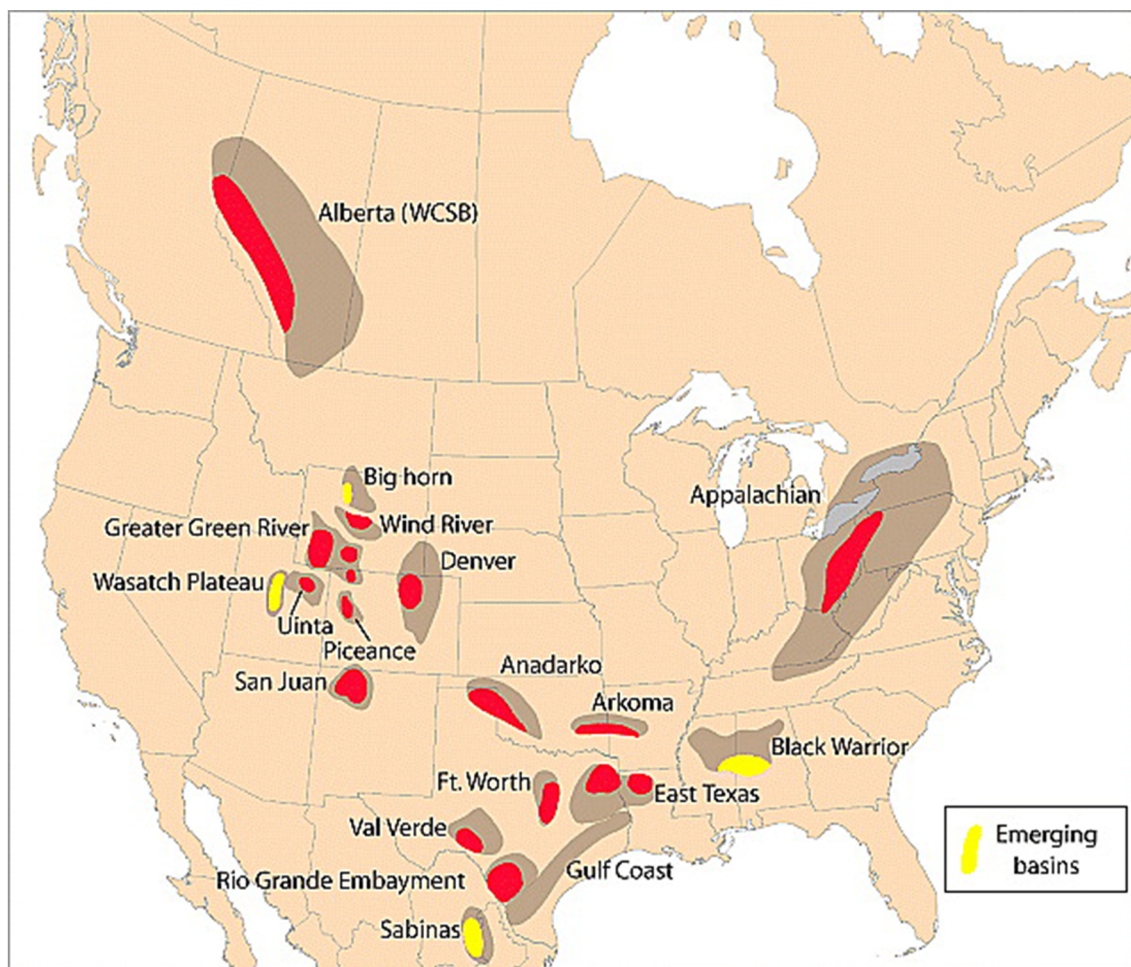 Alberta (WCSB)
Big horn
Appalachian
Greater Green River
Wind River
Denver
Wasatch Plateau
Uinta
Piceance
San Juan
Anadarko
Arkoma
Black Warrior
Ft. Worth
East Texas
Val Verde
Gulf Coast
Rio Grande Embayment
Sabinas
Emerging
basins